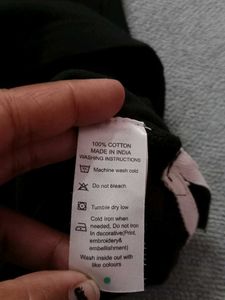 100% COTTON
MADE IN INDIA
WASHING INSTRUCTIONS
Machine wash cold
Do not bleach
Tumble dry low
Cold Iron when
needed, Do not Iron
In decorative(Print,
embroidery&
embellishment)
Wash inside out with
like colours